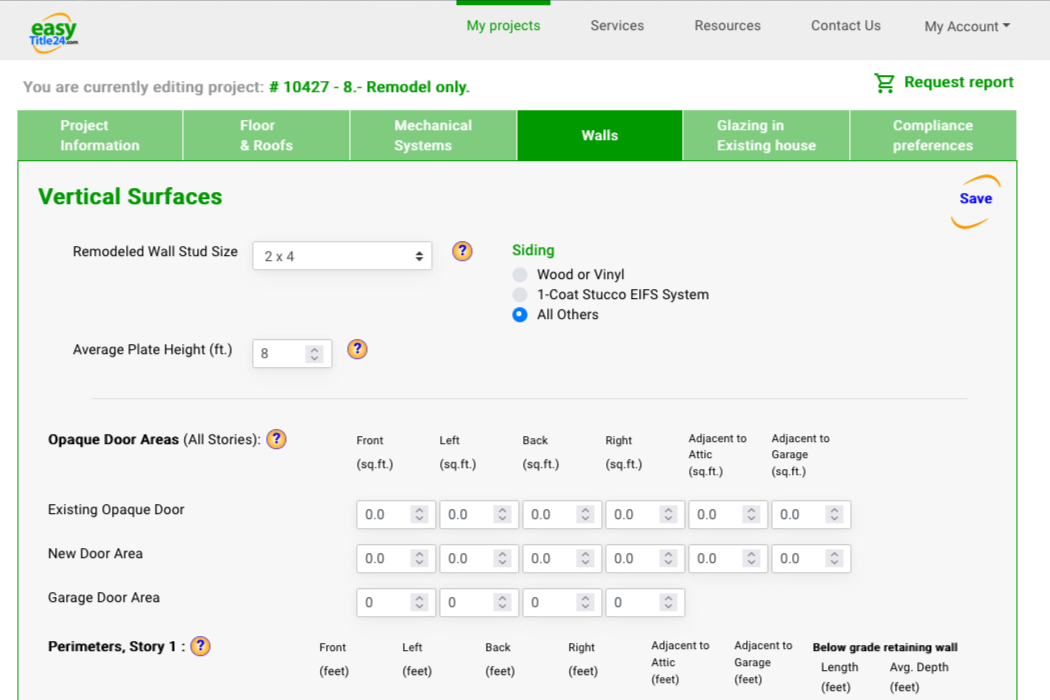 easy
Title24.com
My projects Services Resources Contact Us My Account
You are currently editing project: # 10427 - 8.- Remodel only.
Request report
Project Information
Floor & Roofs
Mechanical Systems
Walls
Glazing in Existing house
Compliance preferences
Vertical Surfaces
Save
Remodeled Wall Stud Size 2 x 4 ?
Siding
Wood or Vinyl
1-Coat Stucco EIFS System
All Others
Average Plate Height (ft.) 8 ?
Opaque Door Areas (All Stories): ?
Front (sq.ft.)
Left (sq.ft.)
Back (sq.ft.)
Right (sq.ft.)
Adjacent to Attic (sq.ft.)
Adjacent to Garage (sq.ft.)
Existing Opaque Door 0.0 0.0 0.0 0.0 0.0 0.0
New Door Area 0.0 0.0 0.0 0.0 0.0 0.0
Garage Door Area 0 0 0 0
Perimeters, Story 1 : ?
Front (feet)
Left (feet)
Back (feet)
Right (feet)
Adjacent to Attic (feet)
Adjacent to Garage (feet)
Below grade retaining wall
Length (feet)
Avg. Depth (feet)